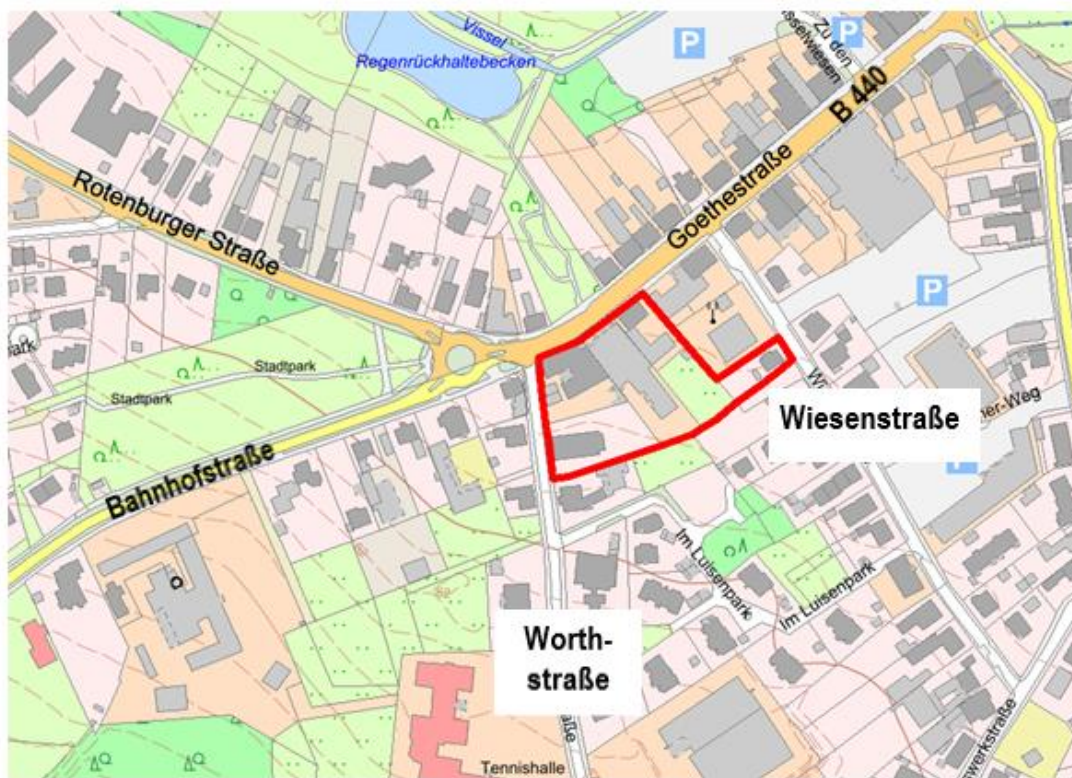 Vissel
Regenrückhaltebecken
P
Zu den
B 440
Goethestraße
Rotenburger Straße
P
Stadtpark
Stadtpark
Wiesenstraße
Bahnhofstraße
Im Luisenpark
Im Luisenpark
Worth-
straße
Tennishalle